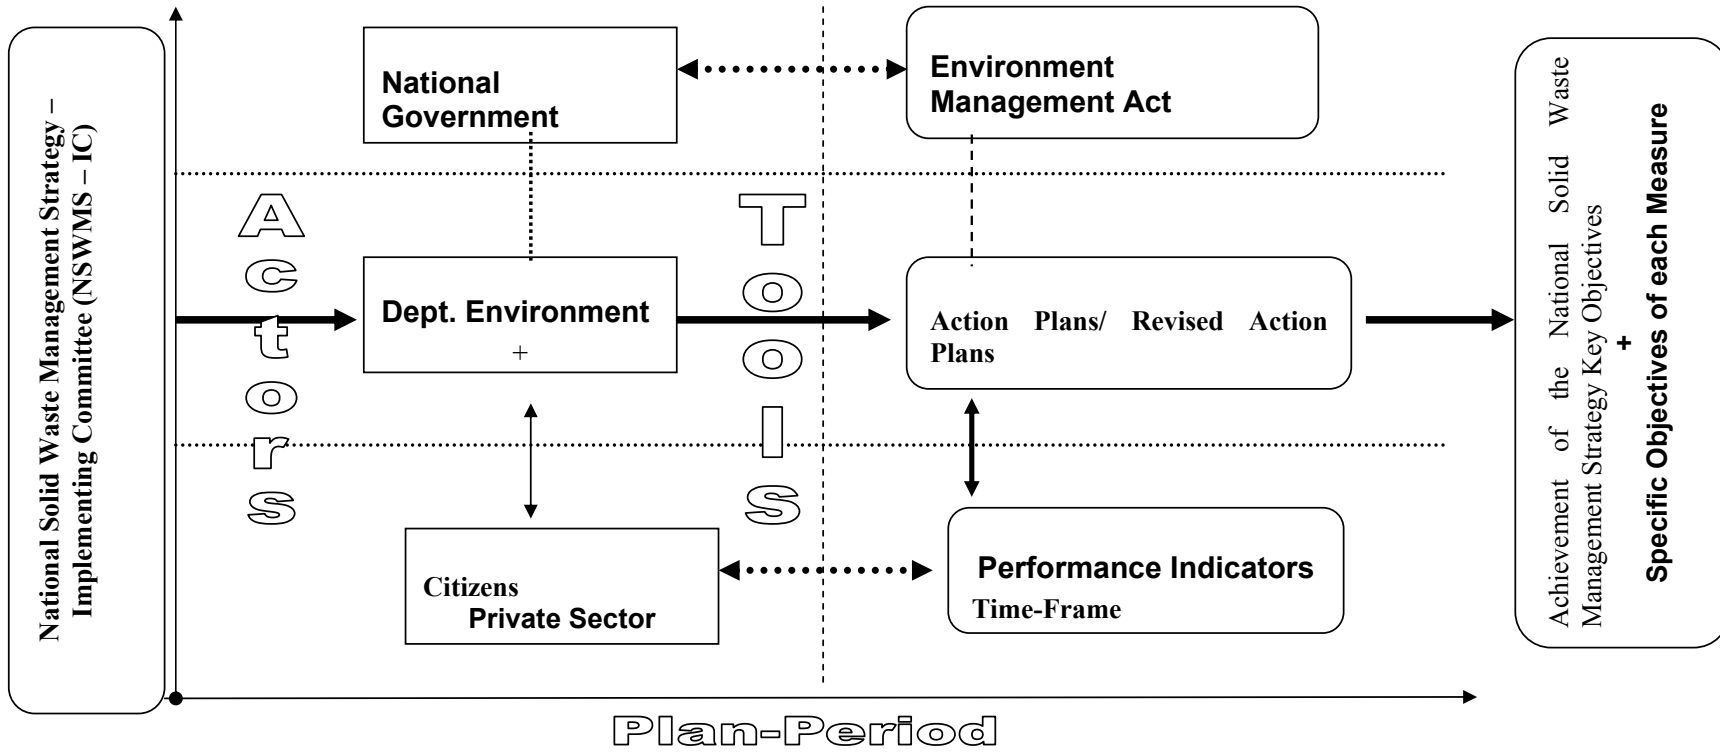 National Solid Waste Management Strategy –
Implementing Committee (NSWMS – IC)
National
Government
Environment
Management Act
Actors
Tools
Dept. Environment
+
Action Plans/ Revised Action
Plans
Citizens
Private Sector
Performance Indicators
Time-Frame
Achievement of the National Solid Waste
Management Strategy Key Objectives
+
Specific Objectives of each Measure
Plan-Period